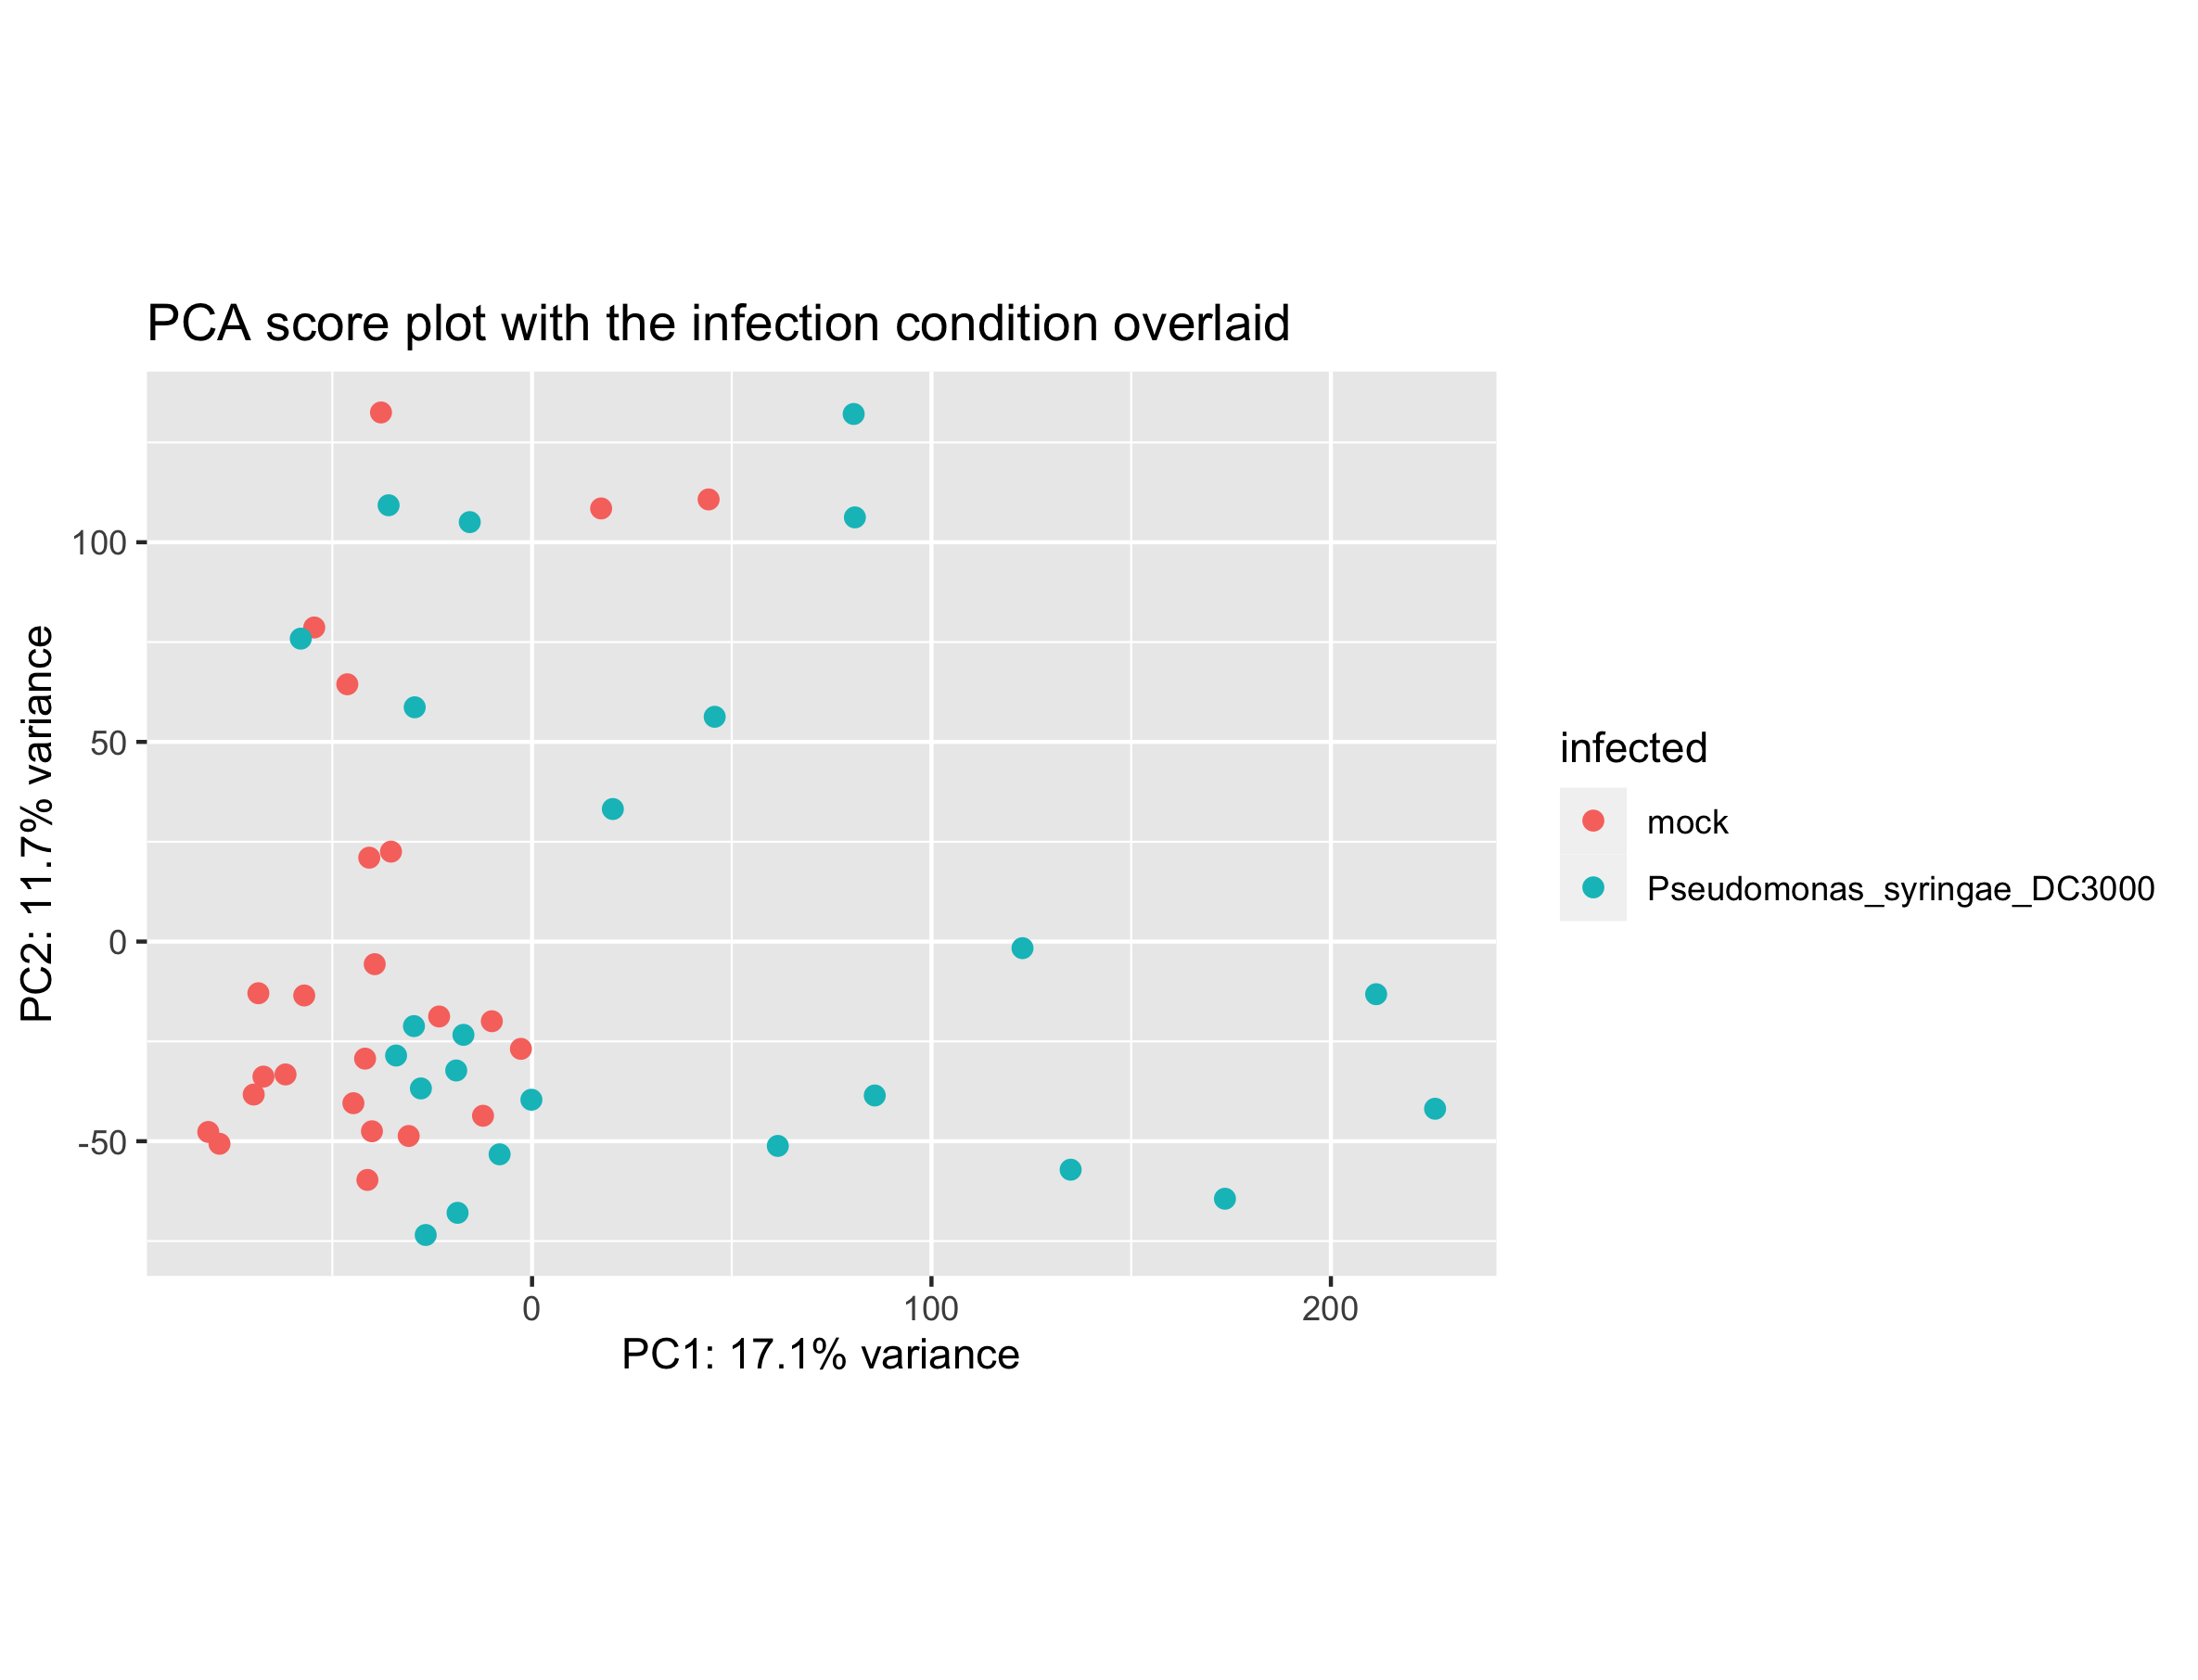 PCA score plot with the infection condition overlaid
PC2: 11.7% variance
100
50
0
-50
0
100
200
PC1: 17.1% variance
infected
mock
Pseudomonas_syringae_DC3000